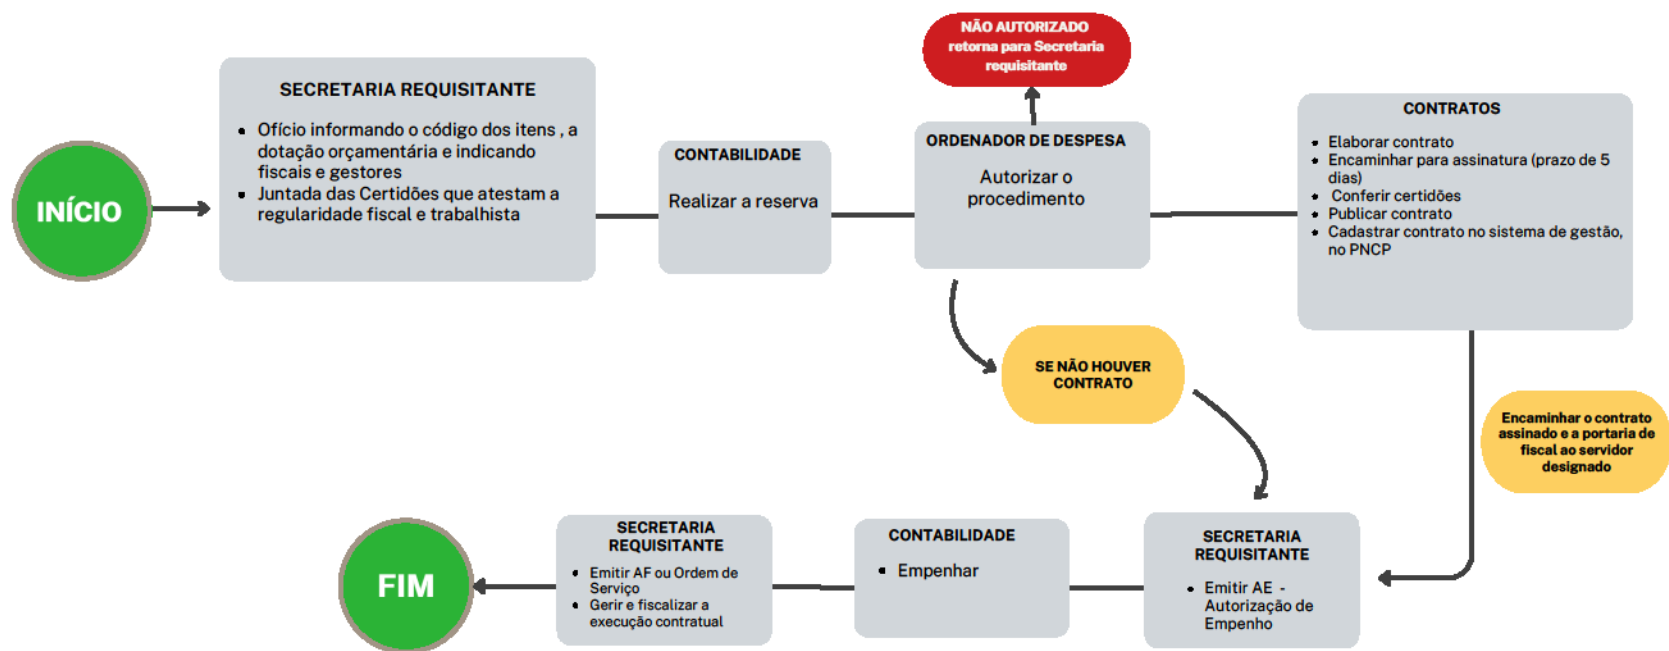 INÍCIO
SECRETARIA REQUISITANTE
• Ofício informando o código dos itens , a
dotação orçamentária e indicando
fiscais e gestores
• Juntada das Certidões que atestam a
regularidade fiscal e trabalhista
CONTABILIDADE
Realizar a reserva
NÃO AUTORIZADO
retorna para Secretaria
requisitante
ORDENADOR DE DESPESA
Autorizar o
procedimento
CONTRATOS
• Elaborar contrato
• Encaminhar para assinatura (prazo de 5
dias)
• Conferir certidões
• Publicar contrato
• Cadastrar contrato no sistema de gestão,
no PNCP
SE NÃO HOUVER
CONTRATO
Encaminhar o contrato
assinado e a portaria de
fiscal ao servidor
designado
SECRETARIA
REQUISITANTE
• Emitir AE -
Autorização de
Empenho
CONTABILIDADE
• Empenhar
SECRETARIA
REQUISITANTE
• Emitir AF ou Ordem de
Serviço
• Gerir e fiscalizar a
execução contratual
FIM